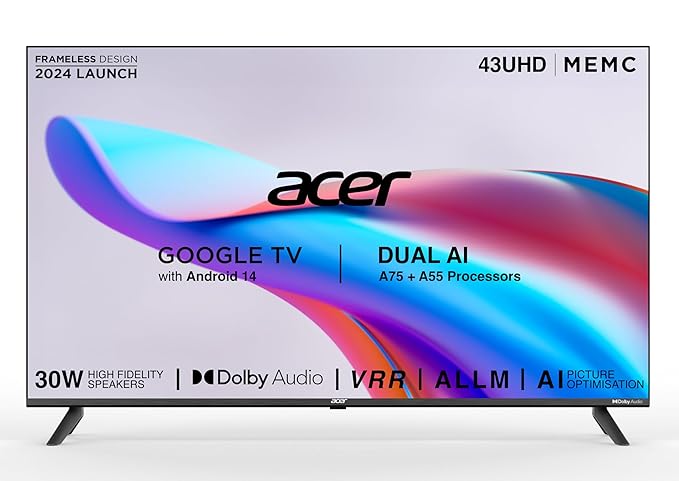 FRAMELESS DESIGN
2024 LAUNCH
43UHD | MEMC
acer
GOOGLE TV | DUAL AI
with Android 14
A75 + A55 Processors
30W HIGH FIDELITY SPEAKERS | Dolby Audio | VRR | ALLM | AI PICTURE OPTIMISATION
acer
Dolby Audio